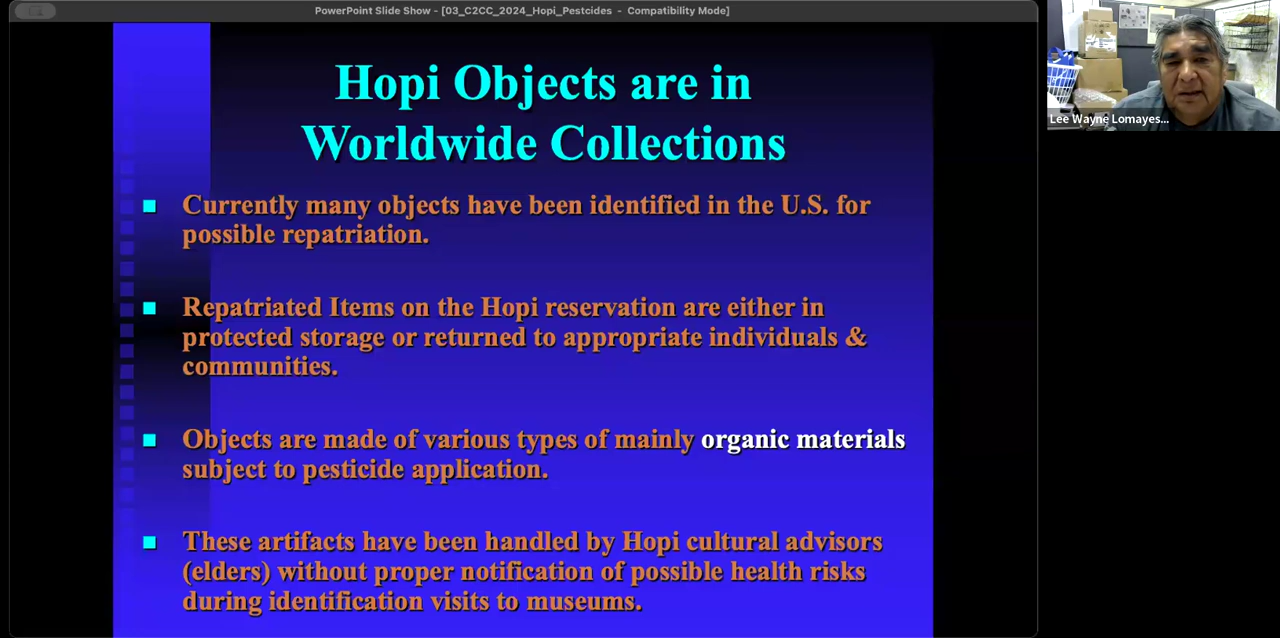 PowerPoint Slide Show - [03_C2CC_2024_Hopi_Pestcides - Compatibility Mode]
Hopi Objects are in
Worldwide Collections
Currently many objects have been identified in the U.S. for
possible repatriation.
Repatriated Items on the Hopi reservation are either in
protected storage or returned to appropriate individuals &
communities.
Objects are made of various types of mainly organic materials
subject to pesticide application.
These artifacts have been handled by Hopi cultural advisors
(elders) without proper notification of possible health risks
during identification visits to museums.
Lee Wayne Lomayes...